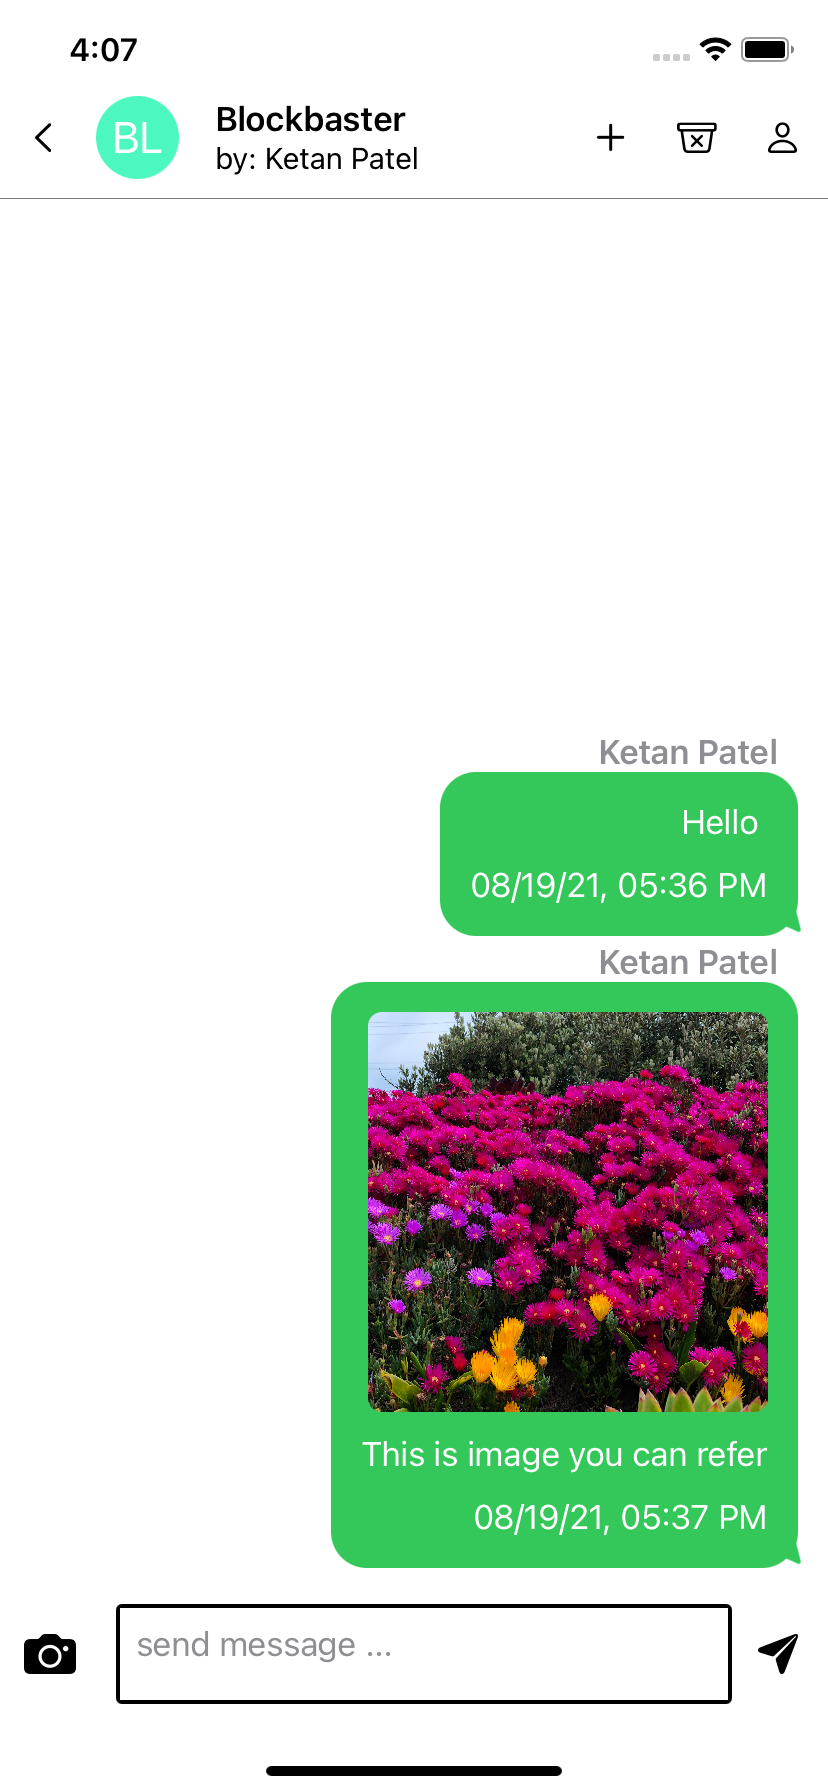 4:07
BL
Blockbaster
by: Ketan Patel
Ketan Patel
Hello
08/19/21, 05:36 PM
Ketan Patel
This is image you can refer
08/19/21, 05:37 PM
send message ...